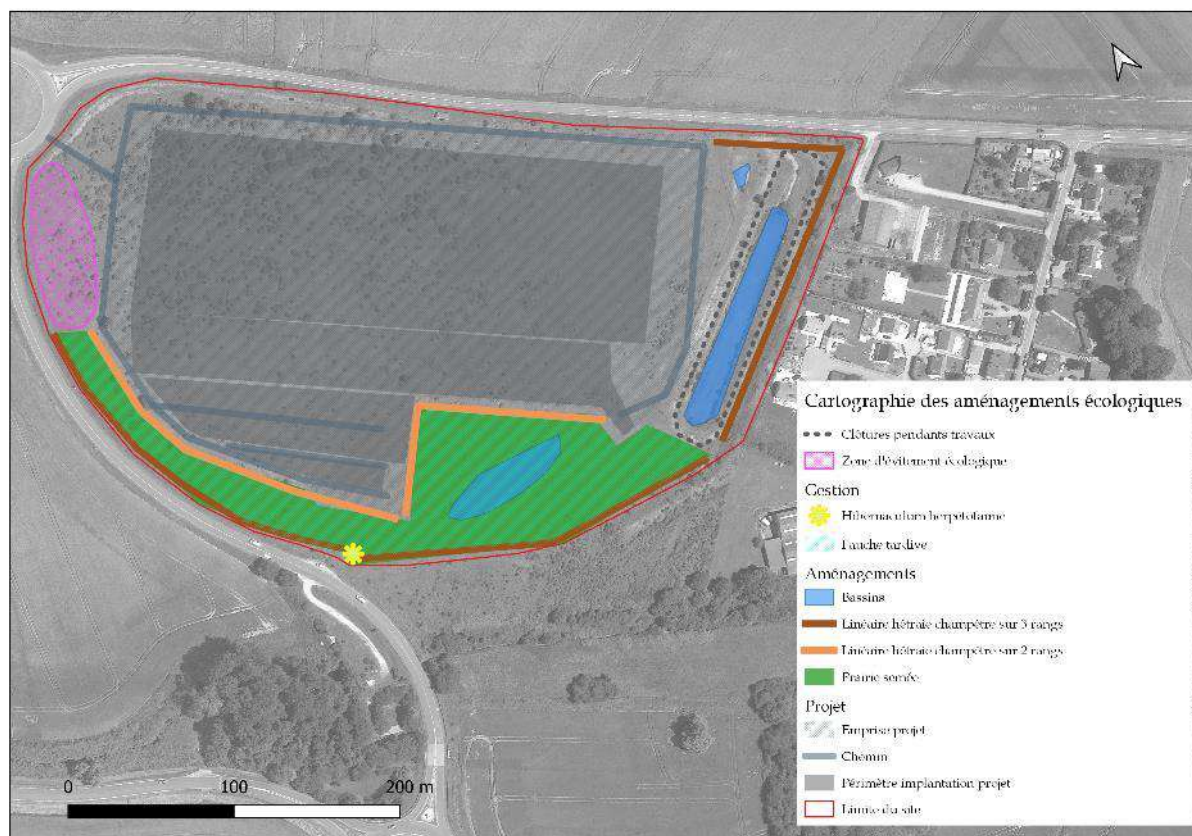 Cartographie des aménagements écologiques
Clôtures pendants travaux
Zone d'évitement écologique
Gestion
Hibernaculum herpétofaune
Fauche tardive
Aménagements
Bassins
Linéaire hêtraie champêtre sur 3 rangs
Linéaire hêtraie champêtre sur 2 rangs
Prairie semée
Projet
Emprise projet
Chemin
Périmètre implantation projet
Limite du site
0 100 200 m